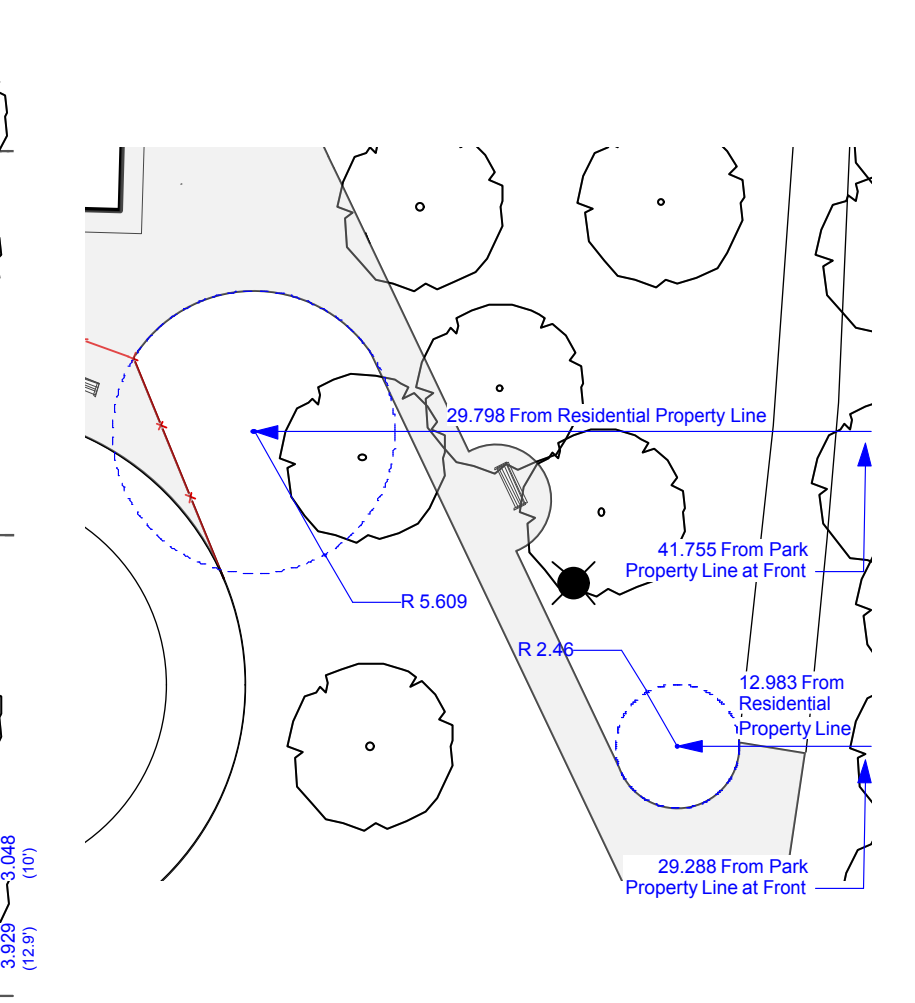 29.798 From Residential Property Line
41.755 From Park
Property Line at Front
R 5.609
R 2.46
12.983 From
Residential
Property Line
29.288 From Park
Property Line at Front
3.048
(10')
3.929
(12.9')